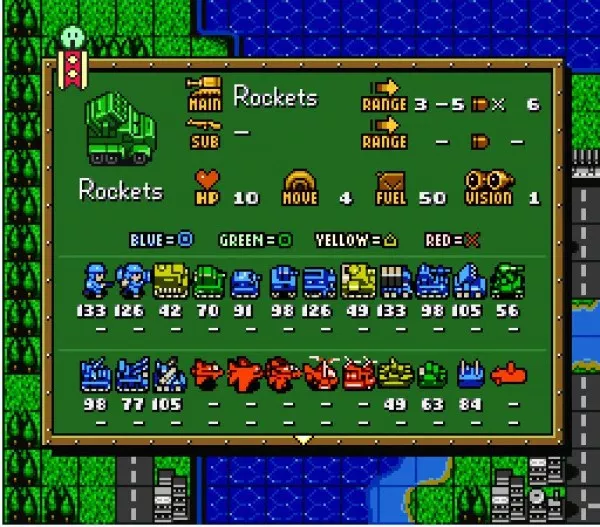 MAIN Rockets RANGE 3 - 5 × 6
SUB — RANGE - -
Rockets HP 10 MOVE 4 FUEL 50 VISION 1
BLUE=◎ GREEN=○ YELLOW=△ RED=×
133 126 42 70 91 98 126 49 133 98 105 56
- - - - - - - - - - - -
98 77 105 - - - - - 49 63 84 -
- - - - - - - - - - - -